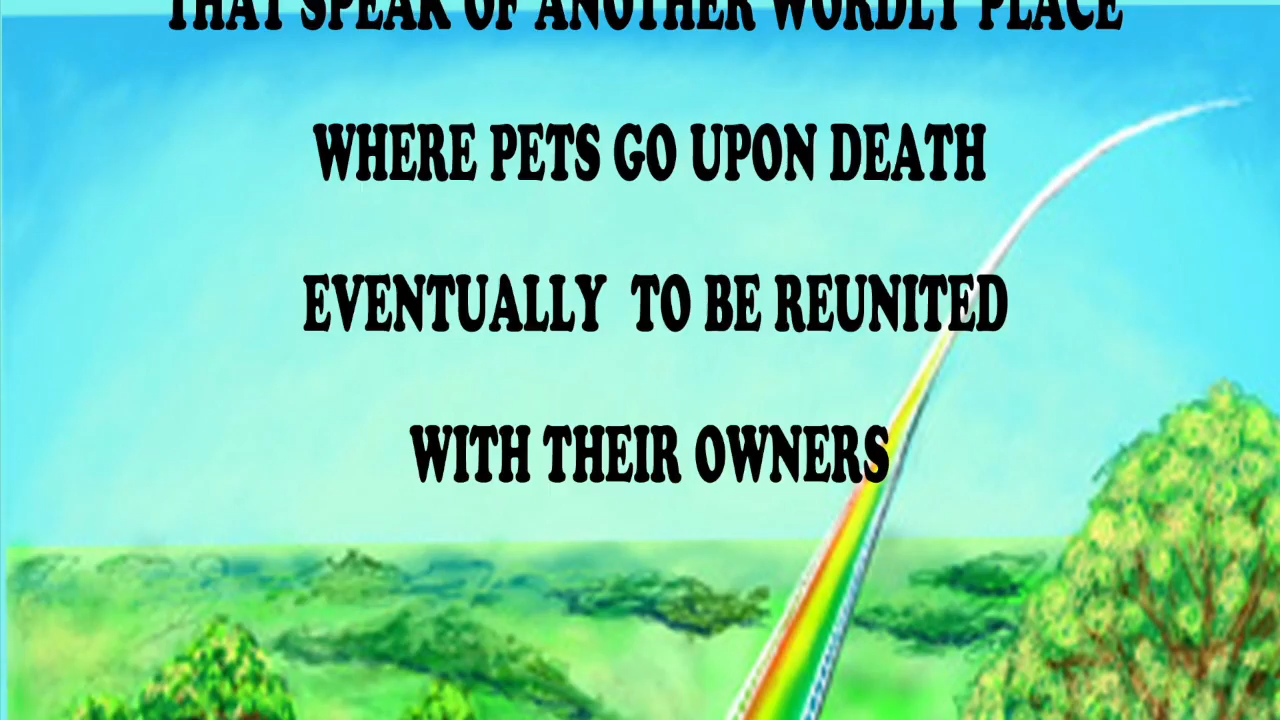 THAT SPEAK OF ANOTHER WORDLY PLACE
WHERE PETS GO UPON DEATH
EVENTUALLY TO BE REUNITED
WITH THEIR OWNERS